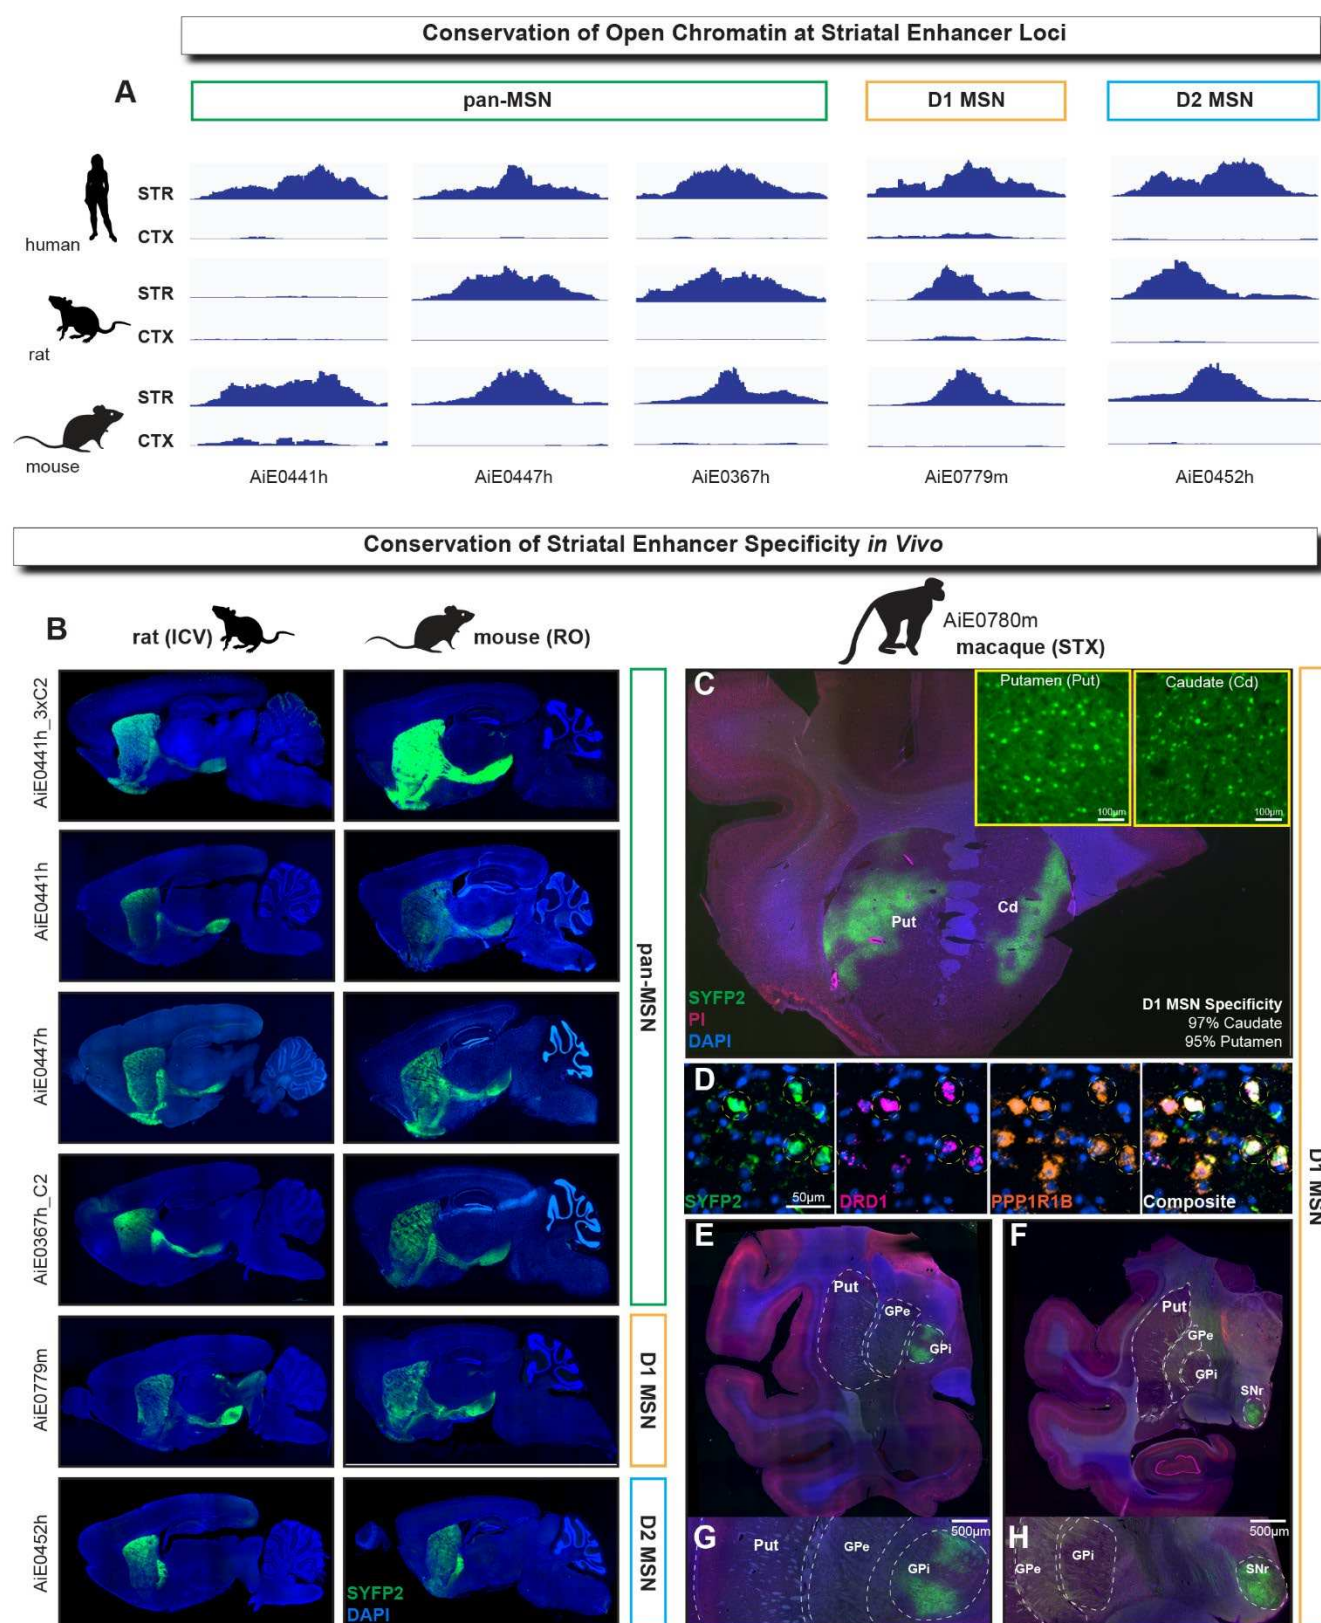 Conservation of Open Chromatin at Striatal Enhancer Loci
A
pan-MSN
D1 MSN
D2 MSN
human
STR
CTX
rat
STR
CTX
mouse
STR
CTX
AiE0441h
AiE0447h
AiE0367h
AiE0779m
AiE0452h
Conservation of Striatal Enhancer Specificity in Vivo
B
rat (ICV)
mouse (RO)
AiE0780m
macaque (STX)
AiE0441h_3xC2
AiE0441h
AiE0447h
AiE0367h_C2
AiE0779m
AiE0452h
SYFP2
DAPI
pan-MSN
D1 MSN
D2 MSN
C
Putamen (Put)
Caudate (Cd)
100µm
100µm
Put
Cd
SYFP2
PI
DAPI
D1 MSN Specificity
97% Caudate
95% Putamen
D
SYFP2
50µm
DRD1
PPP1R1B
Composite
D1 MSN
E
Put
GPe
GPi
F
Put
GPe
GPi
SNr
G
Put
GPe
GPi
500µm
H
GPe
GPi
SNr
500µm